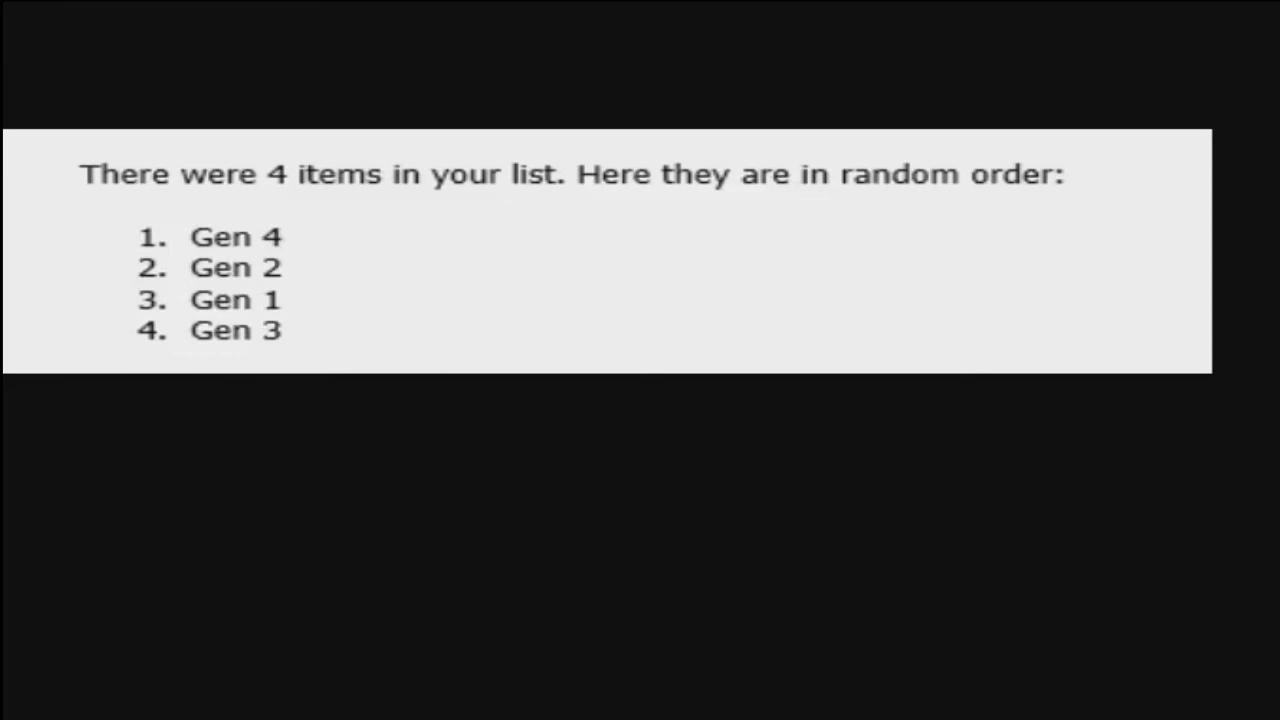 There were 4 items in your list. Here they are in random order:
1. Gen 4
2. Gen 2
3. Gen 1
4. Gen 3